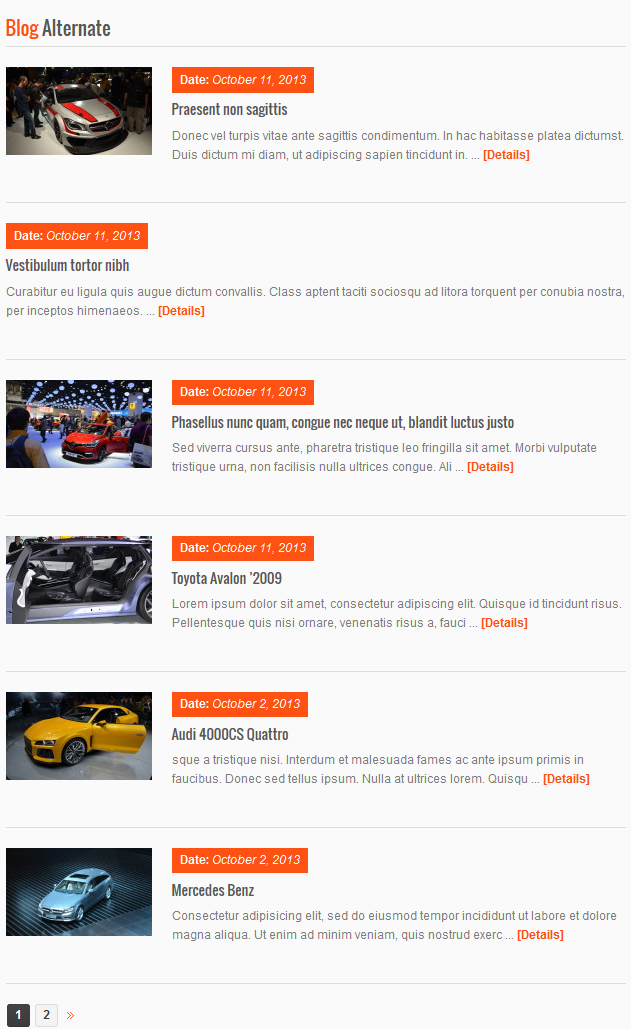 Blog Alternate
Date: October 11, 2013
Praesent non sagittis
Donec vel turpis vitae ante sagittis condimentum. In hac habitasse platea dictumst.
Duis dictum mi diam, ut adipiscing sapien tincidunt in. ... [Details]
Date: October 11, 2013
Vestibulum tortor nibh
Curabitur eu ligula quis augue dictum convallis. Class aptent taciti sociosqu ad litora torquent per conubia nostra,
per inceptos himenaeos. ... [Details]
Date: October 11, 2013
Phasellus nunc quam, congue nec neque ut, blandit luctus justo
Sed viverra cursus ante, pharetra tristique leo fringilla sit amet. Morbi vulputate
tristique urna, non facilisis nulla ultrices congue. Ali ... [Details]
Date: October 11, 2013
Toyota Avalon '2009
Lorem ipsum dolor sit amet, consectetur adipiscing elit. Quisque id tincidunt risus.
Pellentesque quis nisi ornare, venenatis risus a, fauci ... [Details]
Date: October 2, 2013
Audi 4000CS Quattro
sque a tristique nisi. Interdum et malesuada fames ac ante ipsum primis in
faucibus. Donec sed tellus ipsum. Nulla at ultrices lorem. Quisqu ... [Details]
Date: October 2, 2013
Mercedes Benz
Consectetur adipisicing elit, sed do eiusmod tempor incididunt ut labore et dolore
magna aliqua. Ut enim ad minim veniam, quis nostrud exerc ... [Details]
1 2 »